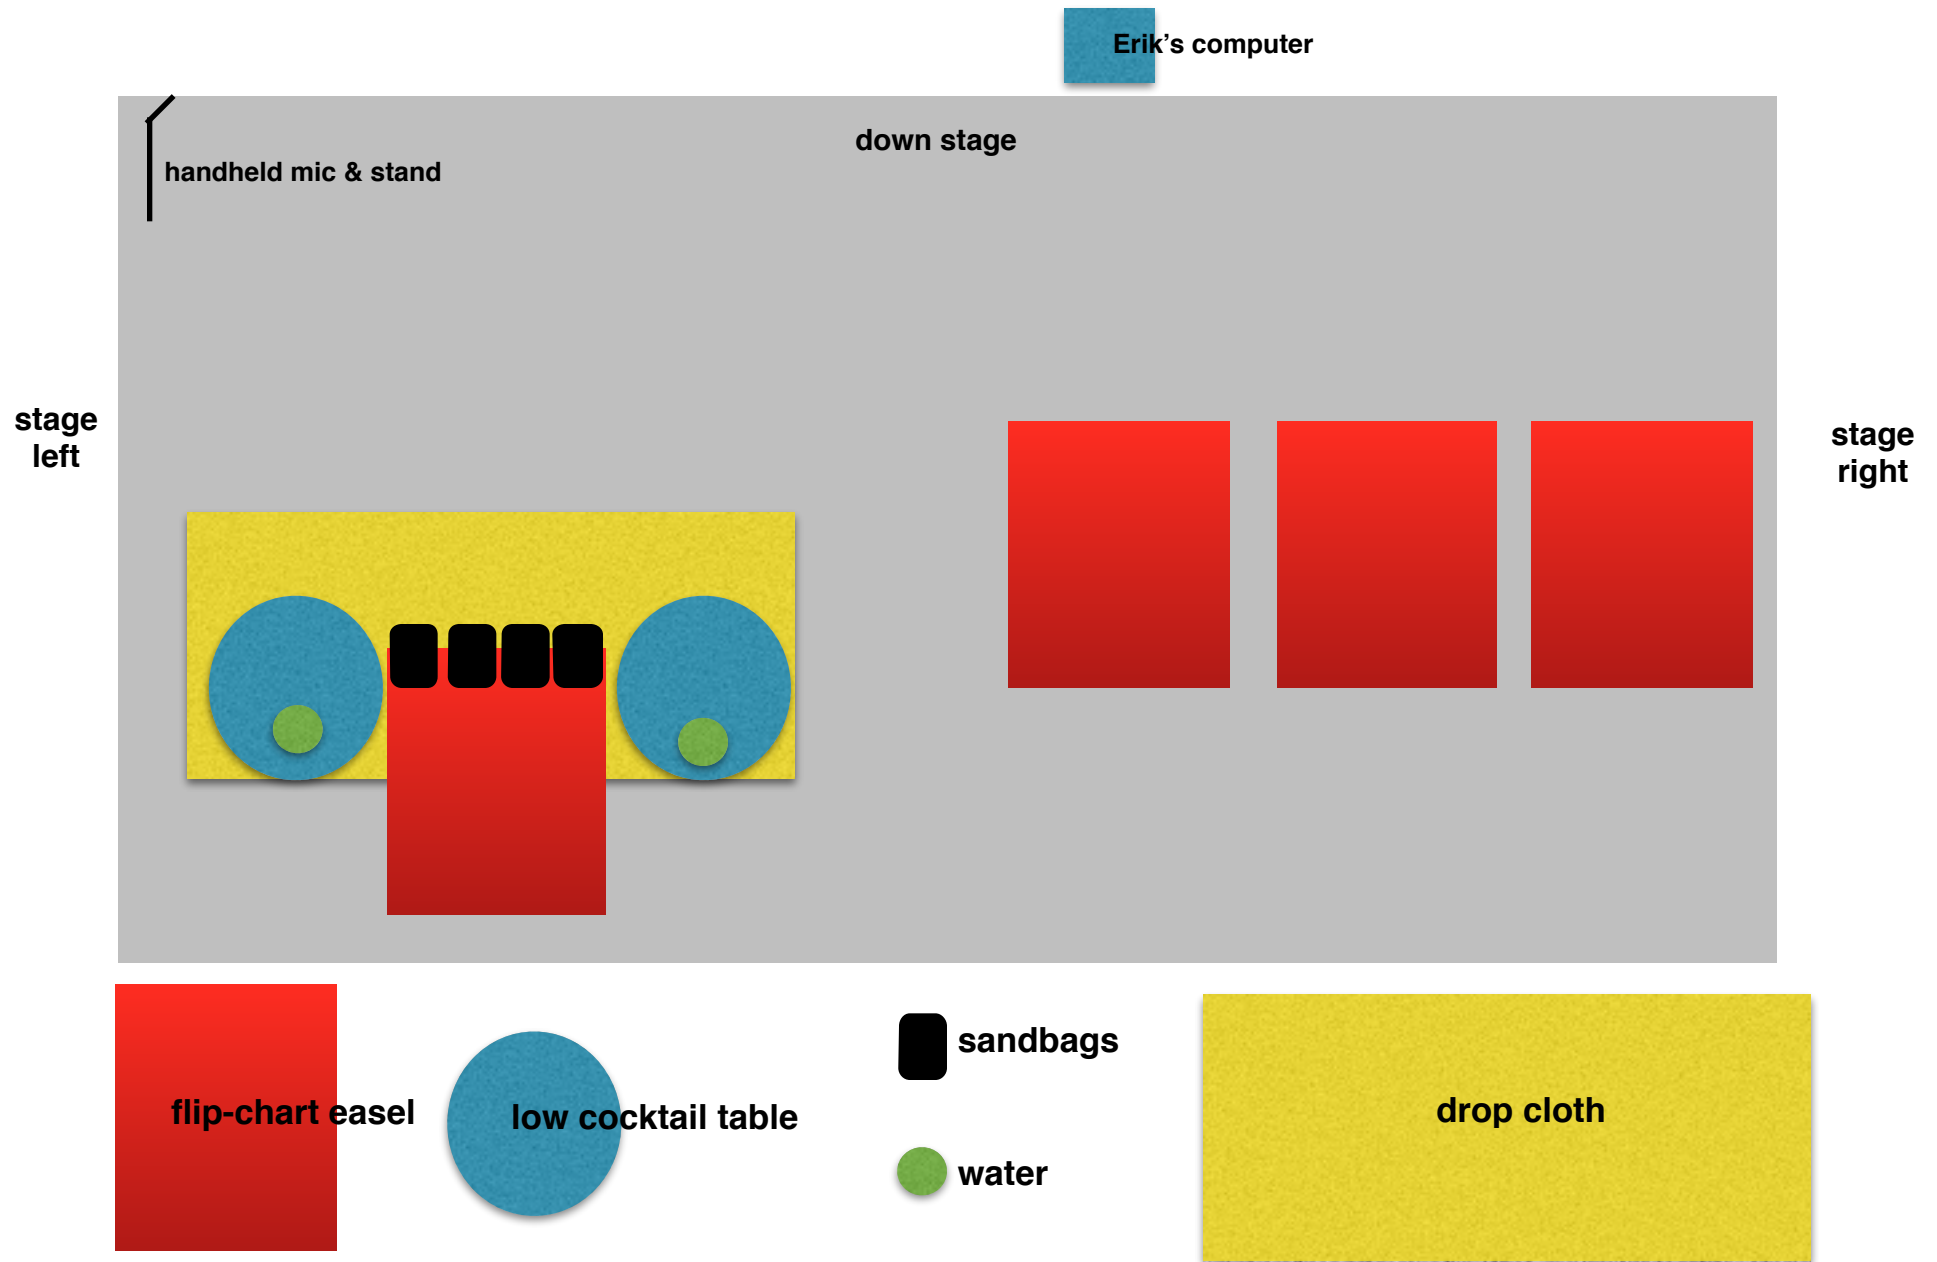 Erik’s computer
down stage
handheld mic & stand
stage
left
stage
right
flip-chart easel
low cocktail table
sandbags
water
drop cloth